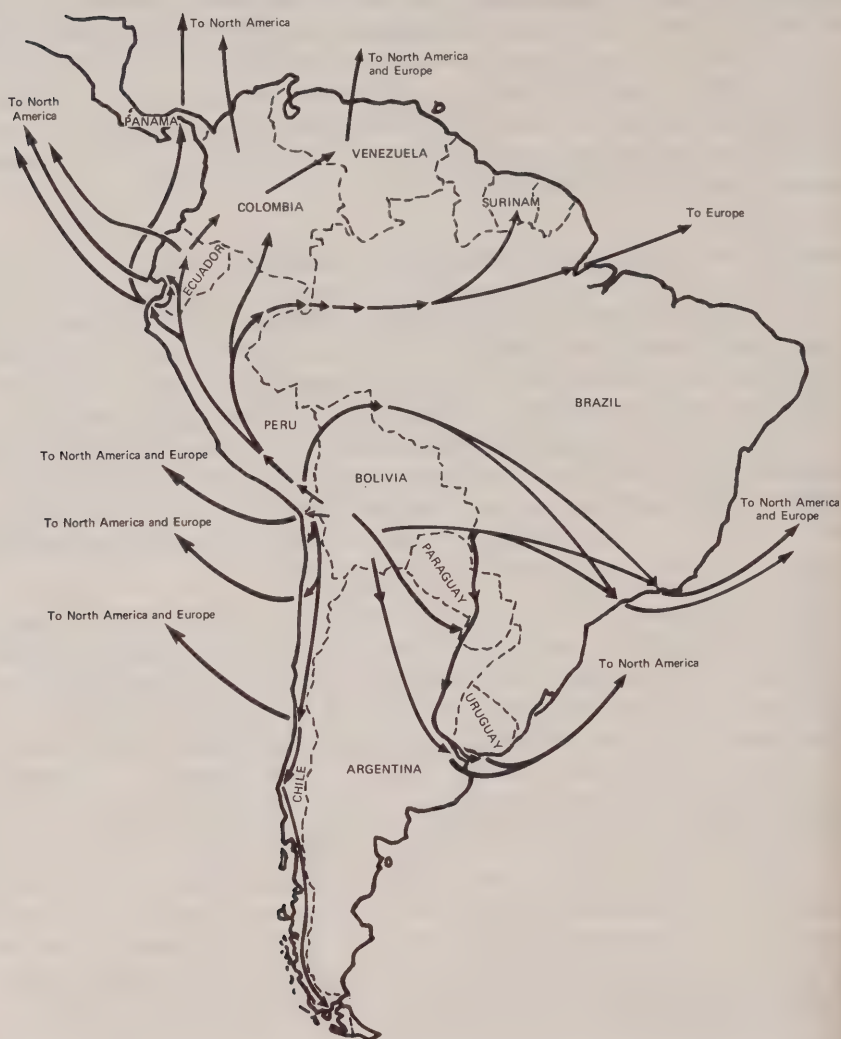 To North America
To North America
and Europe
To North
America
PANAMA
VENEZUELA
COLOMBIA
SURINAM
To Europe
ECUADOR
BRAZIL
PERU
To North America and Europe
BOLIVIA
To North America
and Europe
To North America and Europe
PARAGUAY
To North America and Europe
To North America
URUGUAY
ARGENTINA
CHILE